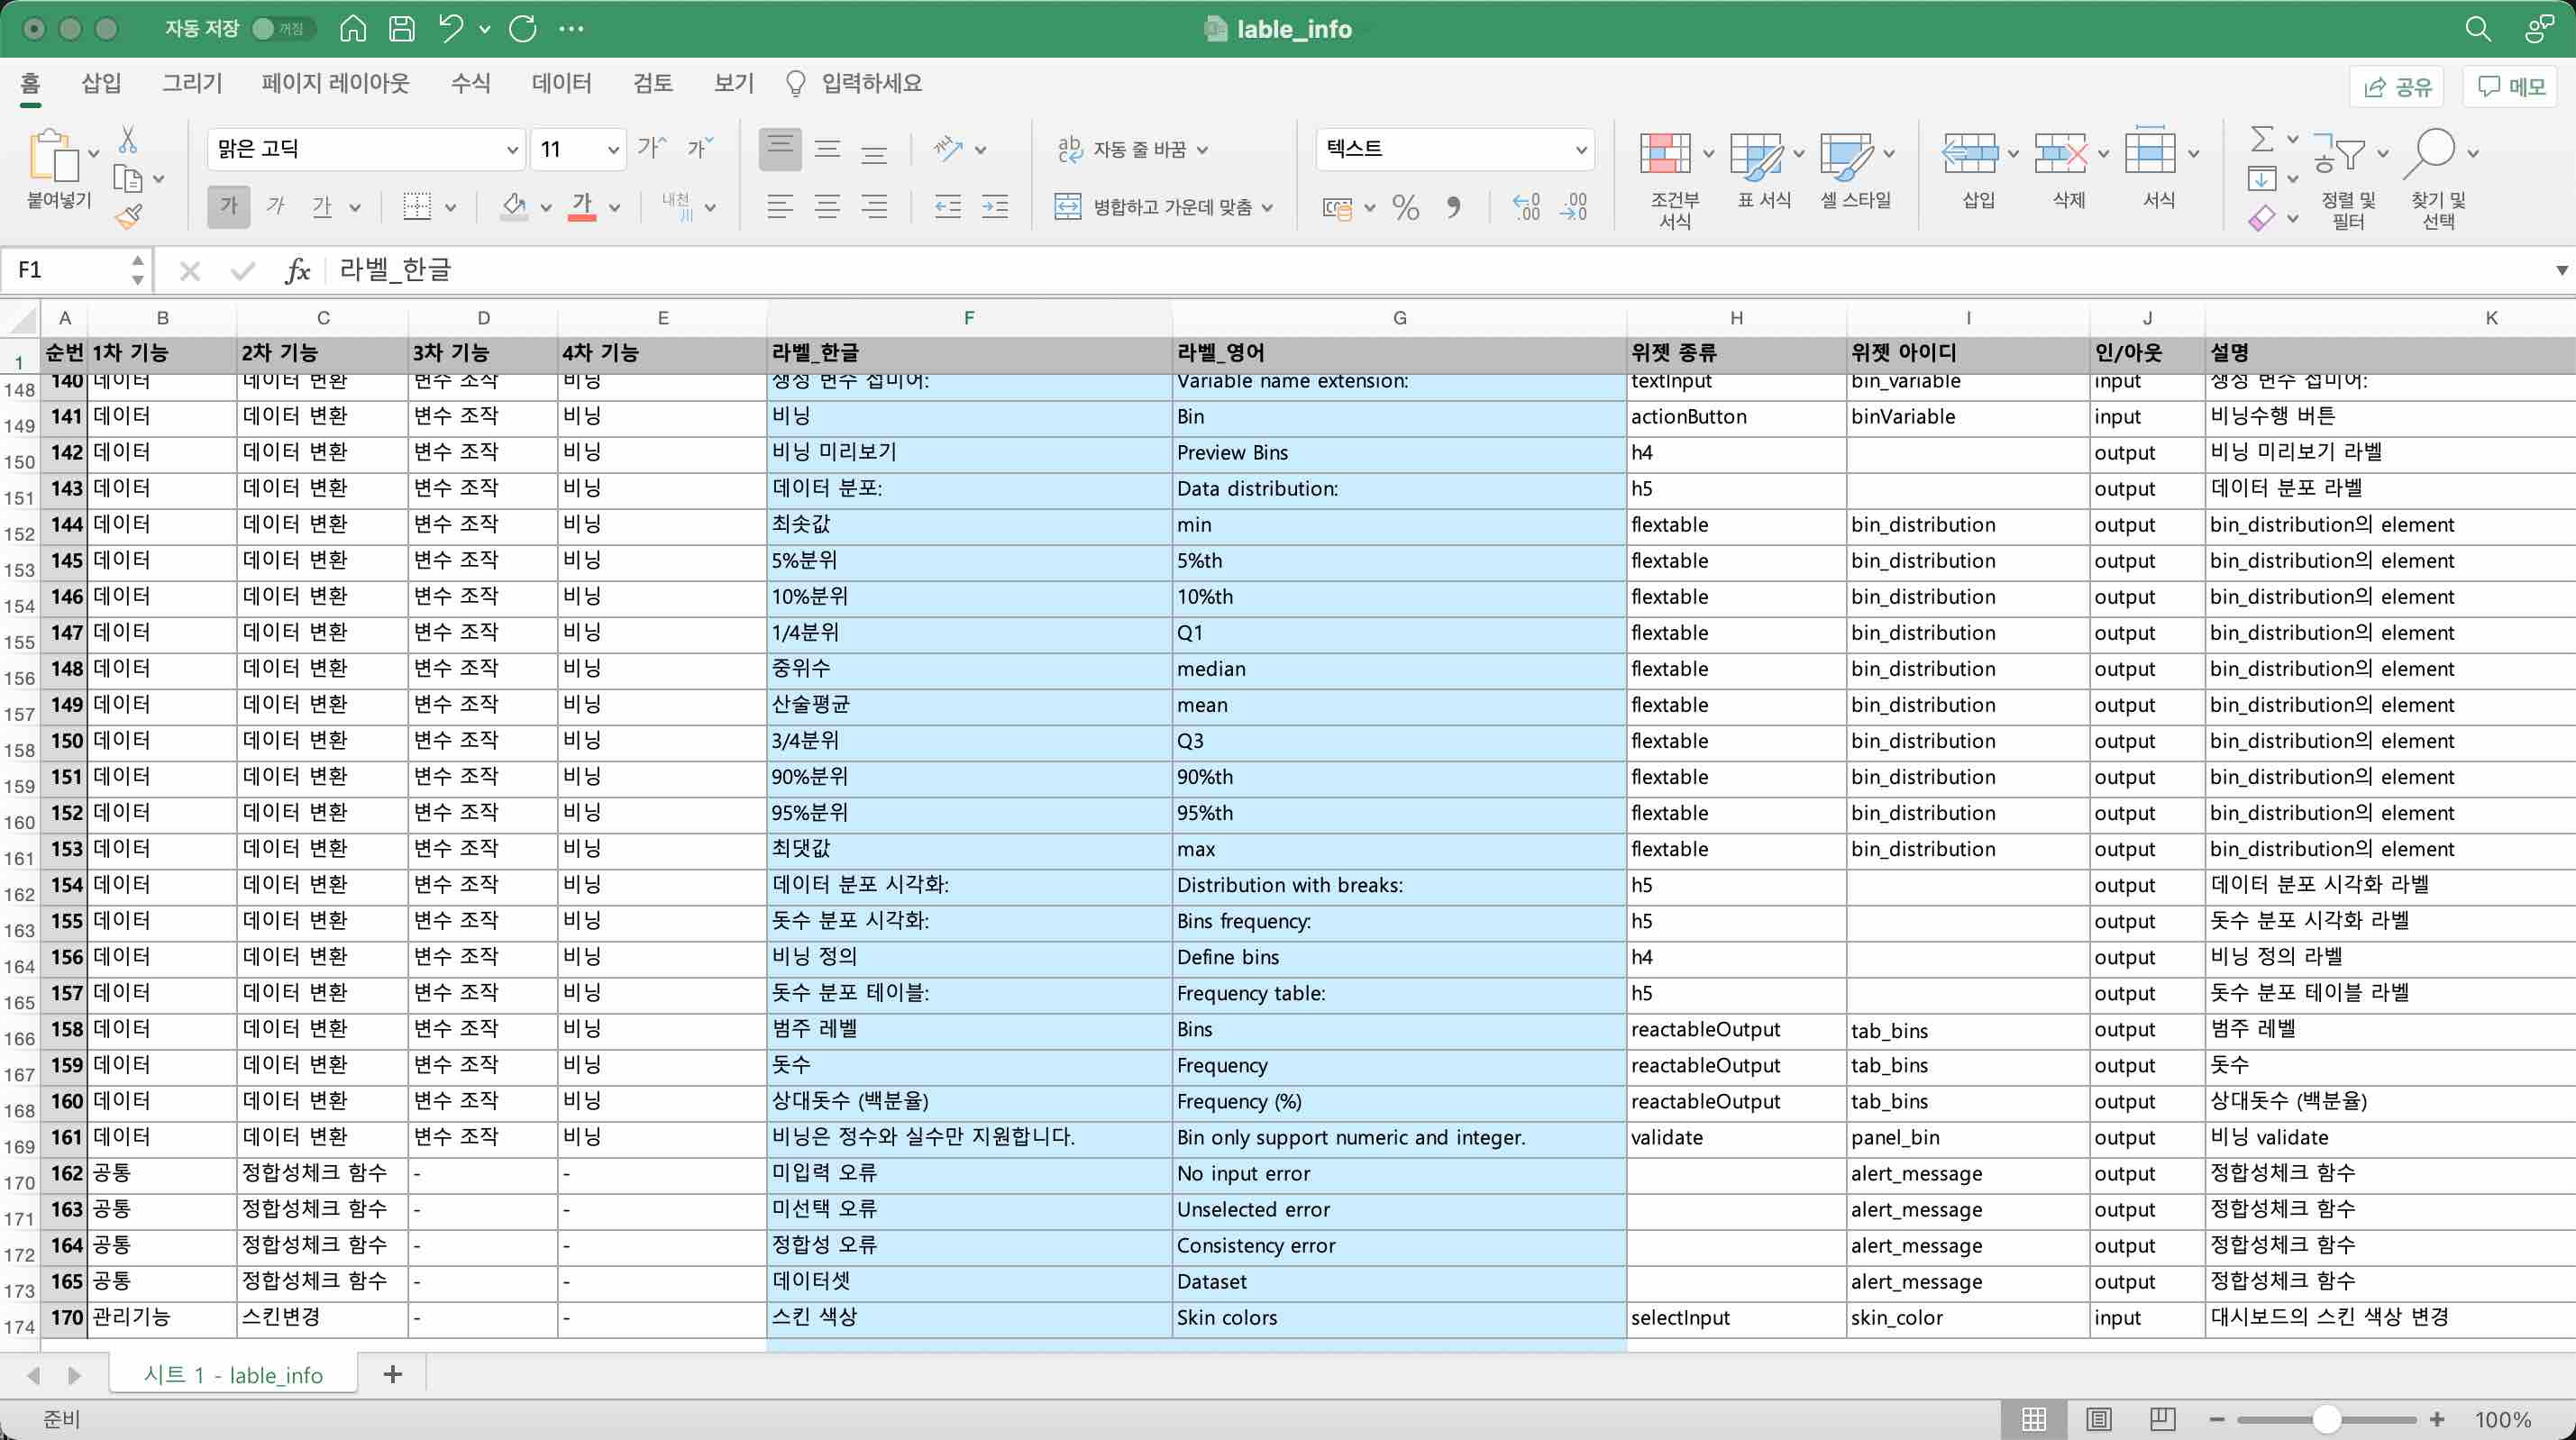 자동 저장 꺼짐 lable_info
홈 삽입 그리기 페이지 레이아웃 수식 데이터 검토 보기 입력하세요 공유 메모
맑은 고딕 11 가 가 ab c 자동 줄 바꿈 텍스트
붙여넣기 가 가 가 가 내천 병합하고 가운데 맞춤 % 조건부 서식 표 서식 셀 스타일 삽입 삭제 서식 정렬 및 필터 찾기 및 선택
F1 fx 라벨_한글
A B C D E F G H I J K
1 순번 1차 기능 2차 기능 3차 기능 4차 기능 라벨_한글 라벨_영어 위젯 종류 위젯 아이디 인/아웃 설명
148 140 데이터 데이터 변환 변수 조작 비닝 생성 변수 접미어: Variable name extension: textInput bin_variable input 생성 변수 접미어:
149 141 데이터 데이터 변환 변수 조작 비닝 비닝 Bin actionButton binVariable input 비닝수행 버튼
150 142 데이터 데이터 변환 변수 조작 비닝 비닝 미리보기 Preview Bins h4 output 비닝 미리보기 라벨
151 143 데이터 데이터 변환 변수 조작 비닝 데이터 분포: Data distribution: h5 output 데이터 분포 라벨
152 144 데이터 데이터 변환 변수 조작 비닝 최솟값 min flextable bin_distribution output bin_distribution의 element
153 145 데이터 데이터 변환 변수 조작 비닝 5%분위 5%th flextable bin_distribution output bin_distribution의 element
154 146 데이터 데이터 변환 변수 조작 비닝 10%분위 10%th flextable bin_distribution output bin_distribution의 element
155 147 데이터 데이터 변환 변수 조작 비닝 1/4분위 Q1 flextable bin_distribution output bin_distribution의 element
156 148 데이터 데이터 변환 변수 조작 비닝 중위수 median flextable bin_distribution output bin_distribution의 element
157 149 데이터 데이터 변환 변수 조작 비닝 산술평균 mean flextable bin_distribution output bin_distribution의 element
158 150 데이터 데이터 변환 변수 조작 비닝 3/4분위 Q3 flextable bin_distribution output bin_distribution의 element
159 151 데이터 데이터 변환 변수 조작 비닝 90%분위 90%th flextable bin_distribution output bin_distribution의 element
160 152 데이터 데이터 변환 변수 조작 비닝 95%분위 95%th flextable bin_distribution output bin_distribution의 element
161 153 데이터 데이터 변환 변수 조작 비닝 최댓값 max flextable bin_distribution output bin_distribution의 element
162 154 데이터 데이터 변환 변수 조작 비닝 데이터 분포 시각화: Distribution with breaks: h5 output 데이터 분포 시각화 라벨
163 155 데이터 데이터 변환 변수 조작 비닝 돗수 분포 시각화: Bins frequency: h5 output 돗수 분포 시각화 라벨
164 156 데이터 데이터 변환 변수 조작 비닝 비닝 정의 Define bins h4 output 비닝 정의 라벨
165 157 데이터 데이터 변환 변수 조작 비닝 돗수 분포 테이블: Frequency table: h5 output 돗수 분포 테이블 라벨
166 158 데이터 데이터 변환 변수 조작 비닝 범주 레벨 Bins reactableOutput tab_bins output 범주 레벨
167 159 데이터 데이터 변환 변수 조작 비닝 돗수 Frequency reactableOutput tab_bins output 돗수
168 160 데이터 데이터 변환 변수 조작 비닝 상대돗수 (백분율) Frequency (%) reactableOutput tab_bins output 상대돗수 (백분율)
169 161 데이터 데이터 변환 변수 조작 비닝 비닝은 정수와 실수만 지원합니다. Bin only support numeric and integer. validate panel_bin output 비닝 validate
170 162 공통 정합성체크 함수 - - 미입력 오류 No input error alert_message output 정합성체크 함수
171 163 공통 정합성체크 함수 - - 미선택 오류 Unselected error alert_message output 정합성체크 함수
172 164 공통 정합성체크 함수 - - 정합성 오류 Consistency error alert_message output 정합성체크 함수
173 165 공통 정합성체크 함수 - - 데이터셋 Dataset alert_message output 정합성체크 함수
174 170 관리기능 스킨변경 - - 스킨 색상 Skin colors selectInput skin_color input 대시보드의 스킨 색상 변경
시트 1 - lable_info
준비 100%